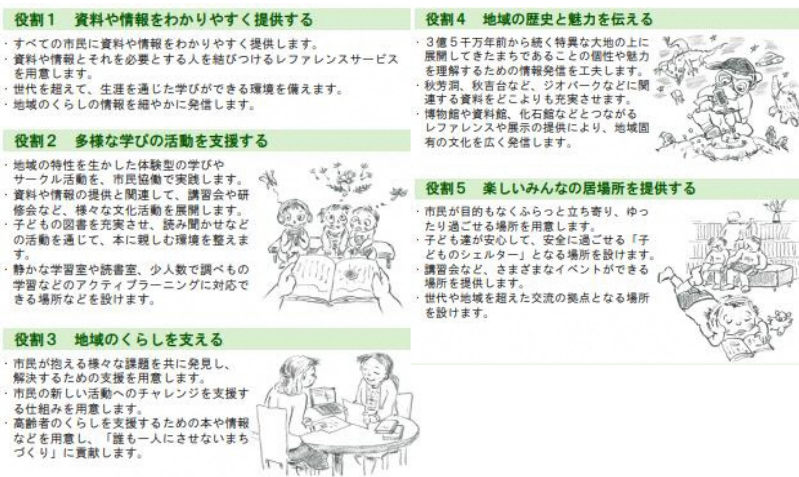 役割1 資料や情報をわかりやすく提供する
・すべての市民に資料や情報をわかりやすく提供します。
・資料や情報とそれを必要とする人を結びつけるレファレンスサービス
を用意します。
・世代を超えて、生涯を通じた学びができる環境を備えます。
・地域のくらしの情報を細やかに発信します。
役割2 多様な学びの活動を支援する
・地域の特性を生かした体験型の学びや
サークル活動を、市民協働で実践します。
・資料や情報の提供と関連して、講習会や研
修会など、様々な文化活動を展開します。
・子どもの図書を充実させ、読み聞かせなど
の活動を通じて、本に親しむ環境を整えま
す。
・静かな学習室や読書室、少人数で調べもの
学習などのアクティブラーニングに対応で
きる場所などを設けます。
役割3 地域のくらしを支える
・市民が抱える様々な課題を共に発見し、
解決するための支援を用意します。
・市民の新しい活動へのチャレンジを支援す
る仕組みを用意します。
・高齢者のくらしを支援するための本や情報
などを用意し、「誰も一人にさせないまち
づくり」に貢献します。
役割4 地域の歴史と魅力を伝える
・3億5千万年前から続く特異な大地の上に
展開してきたまちであることの個性や魅力
を理解するための情報発信を工夫します。
・秋芳洞、秋吉台など、ジオパークなどに関
連する資料をどこよりも充実させます。
・博物館や資料館、化石館などとつながる
レファレンスや展示の提供により、地域固
有の文化を広く発信します。
役割5 楽しいみんなの居場所を提供する
・市民が目的もなくふらっと立ち寄り、ゆっ
たり過ごせる場所を用意します。
・子ども達が安心して、安全に過ごせる「子
どものシェルター」となる場所を設けます。
・講習会など、さまざまなイベントができる
場所を提供します。
・世代や地域を超えた交流の拠点となる場所
を設けます。